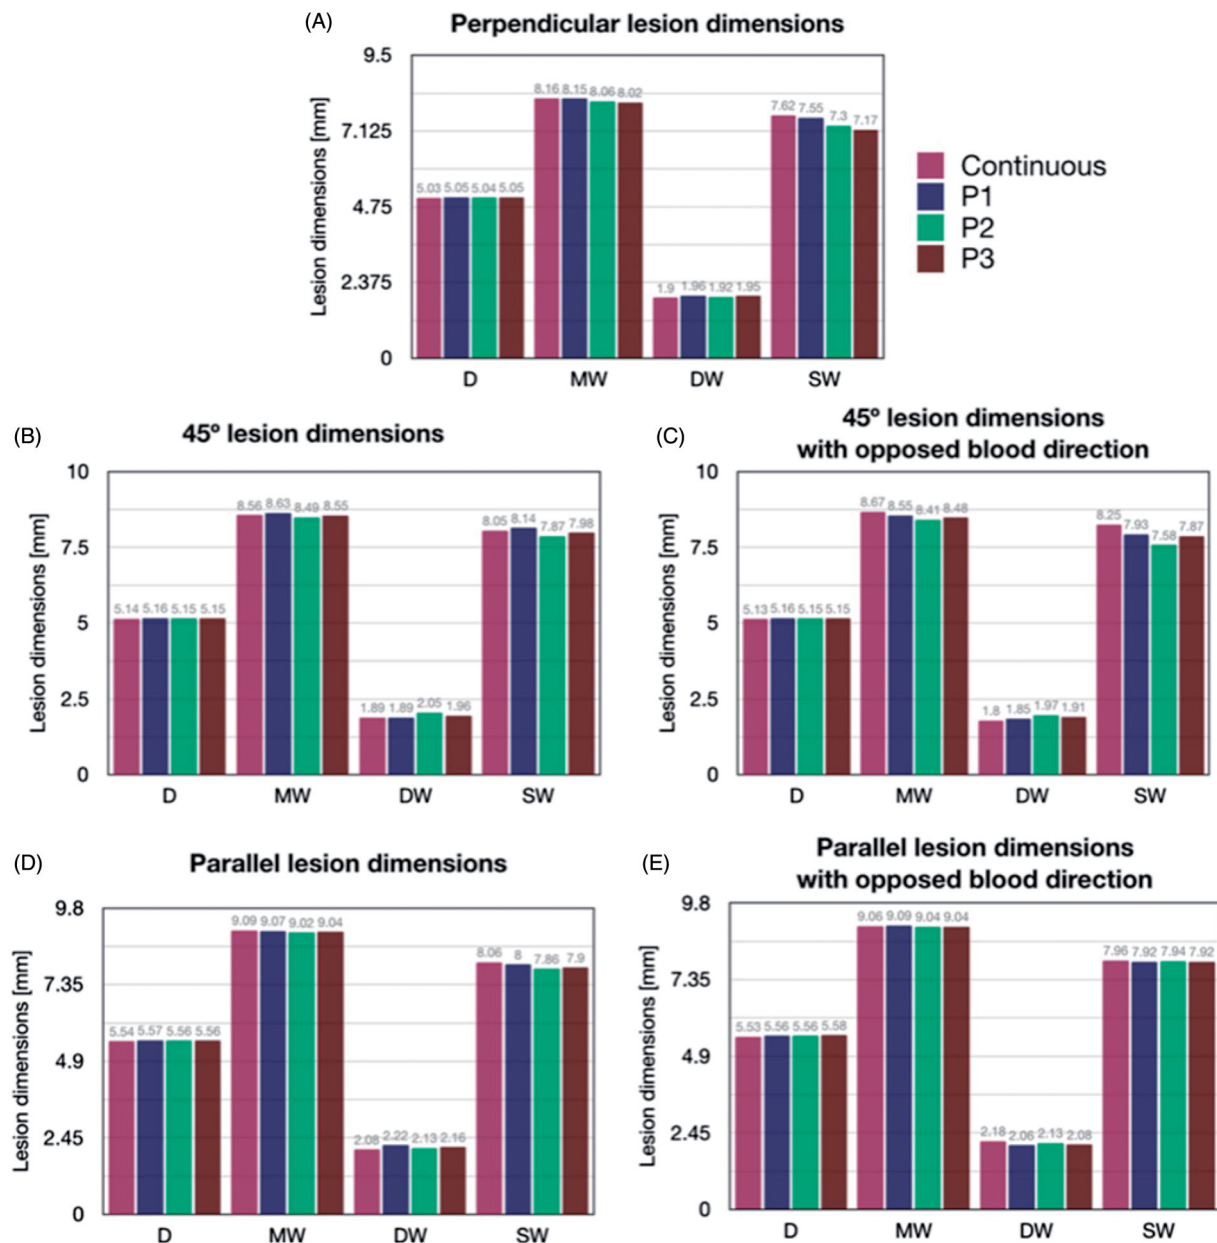 (A)
Perpendicular lesion dimensions
Lesion dimensions [mm]
9.5
7.125
4.75
2.375
0
5.03 5.05 5.04 5.05
8.16 8.15 8.06 8.02
1.9 1.96 1.92 1.95
7.62 7.55 7.3 7.17
D MW DW SW
Continuous
P1
P2
P3
(B)
45º lesion dimensions
Lesion dimensions [mm]
10
7.5
5
2.5
0
5.14 5.16 5.15 5.15
8.56 8.63 8.49 8.55
1.89 1.89 2.05 1.96
8.05 8.14 7.87 7.98
D MW DW SW
(C)
45º lesion dimensions
with opposed blood direction
Lesion dimensions [mm]
10
7.5
5
2.5
0
5.13 5.16 5.15 5.15
8.67 8.55 8.41 8.48
1.8 1.85 1.97 1.91
8.25 7.93 7.58 7.87
D MW DW SW
(D)
Parallel lesion dimensions
Lesion dimensions [mm]
9.8
7.35
4.9
2.45
0
5.54 5.57 5.56 5.56
9.09 9.07 9.02 9.04
2.08 2.22 2.13 2.16
8.06 8 7.86 7.9
D MW DW SW
(E)
Parallel lesion dimensions
with opposed blood direction
Lesion dimensions [mm]
9.8
7.35
4.9
2.45
0
5.53 5.56 5.56 5.58
9.06 9.09 9.04 9.04
2.18 2.06 2.13 2.08
7.96 7.92 7.94 7.92
D MW DW SW